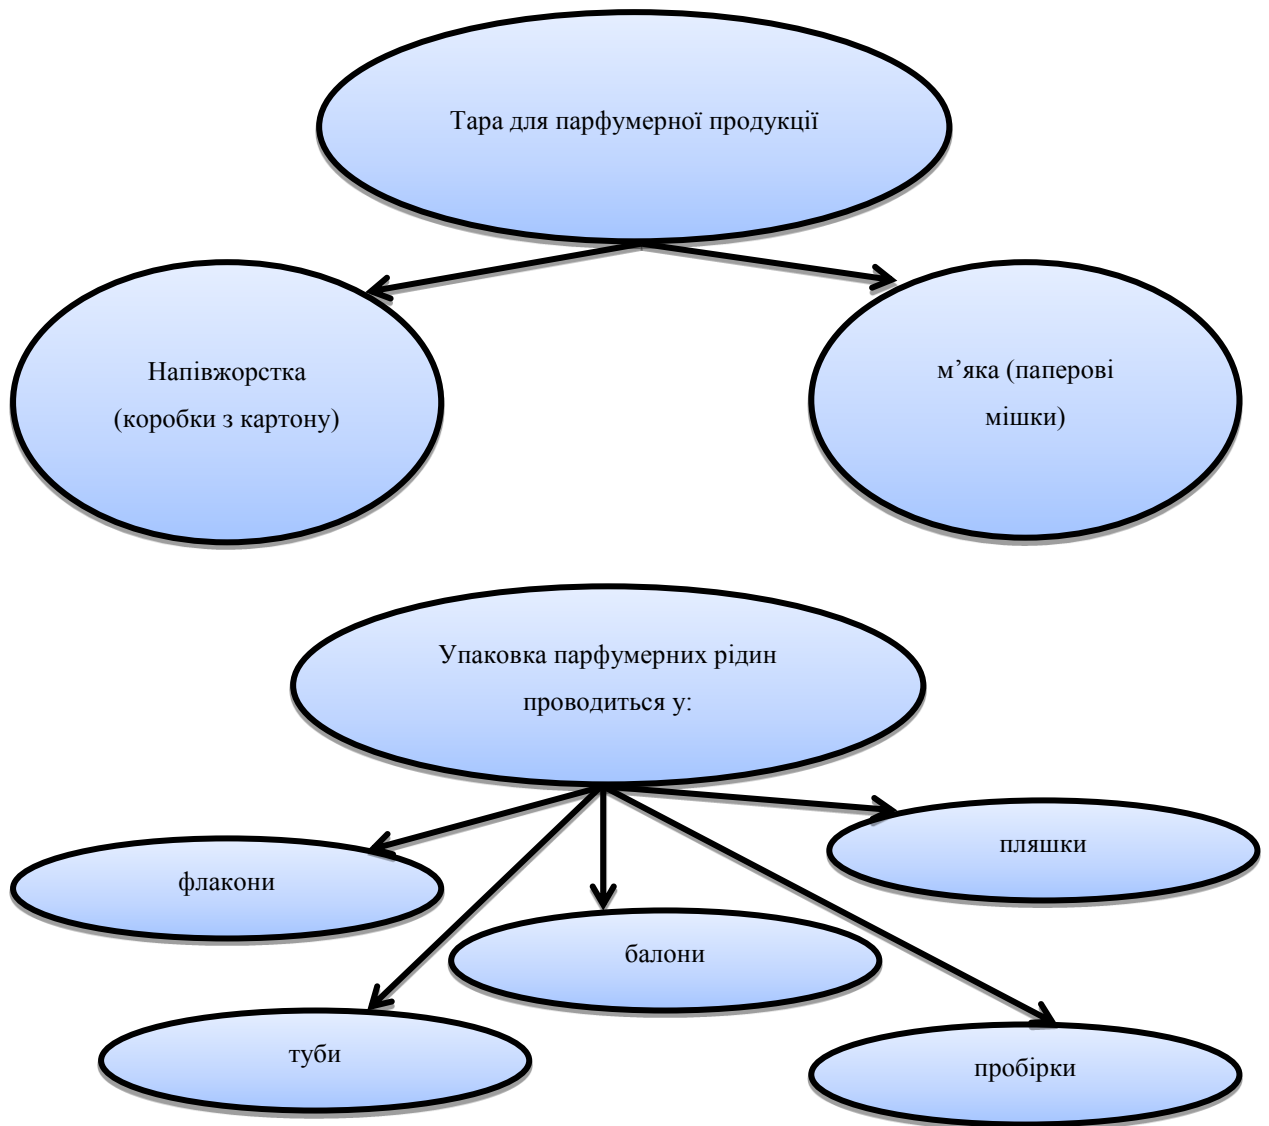 Тара для парфумерної продукції
Напівжорстка
(коробки з картону)
м’яка (паперові
мішки)
Упаковка парфумерних рідин
проводиться у:
флакони
пляшки
балони
туби
пробірки